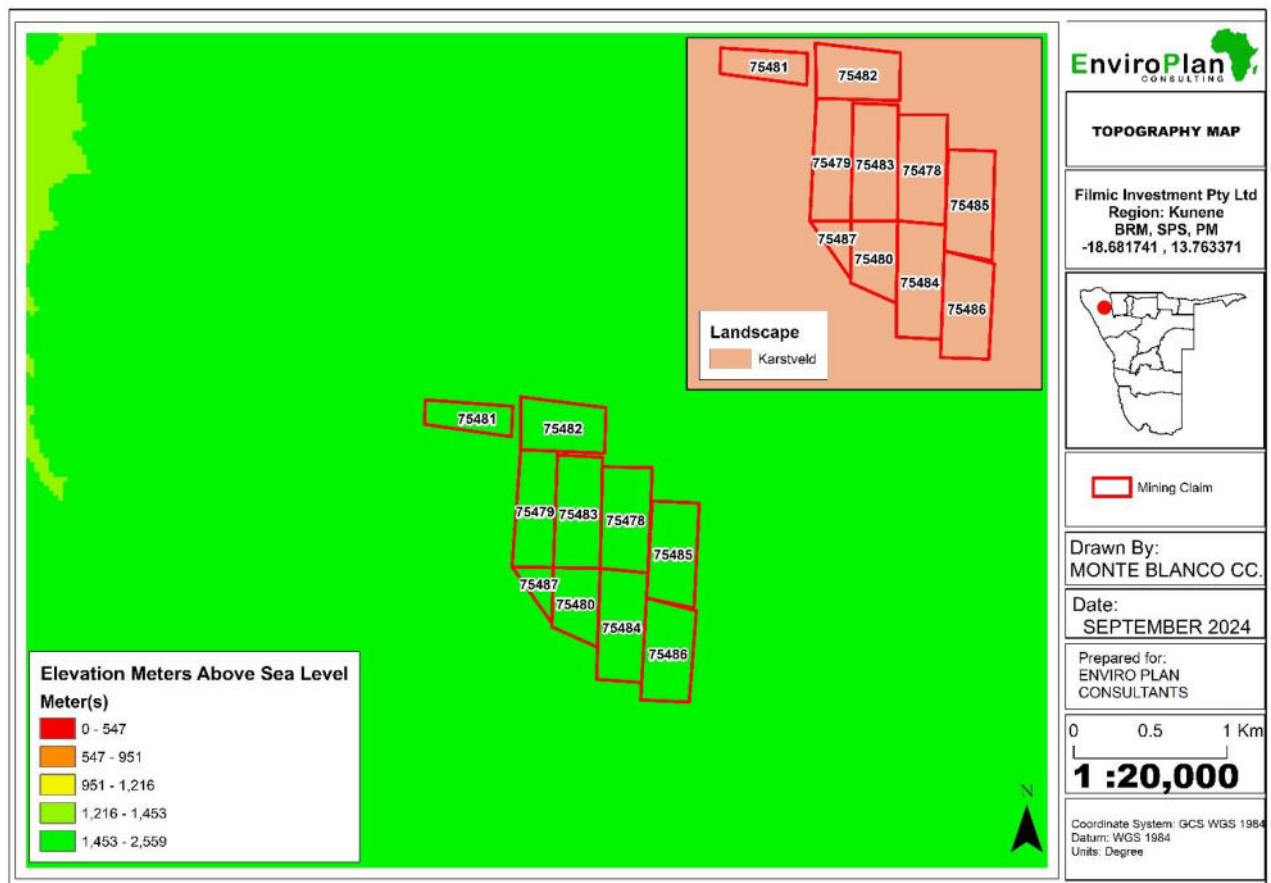 75481
75482
75479
75483
75478
75485
75487
75480
75484
75486
Landscape
Karstveld
75481
75482
75479
75483
75478
75485
75487
75480
75484
75486
Elevation Meters Above Sea Level
Meter(s)
0 - 547
547 - 951
951 - 1,216
1,216 - 1,453
1,453 - 2,559
N
EnviroPlan
CONSULTING
TOPOGRAPHY MAP
Filmic Investment Pty Ltd
Region: Kunene
BRM, SPS, PM
-18.681741 , 13.763371
Mining Claim
Drawn By:
MONTE BLANCO CC.
Date:
SEPTEMBER 2024
Prepared for:
ENVIRO PLAN
CONSULTANTS
0 0.5 1 Km
1 :20,000
Coordinate System: GCS WGS 1984
Datum: WGS 1984
Units: Degree